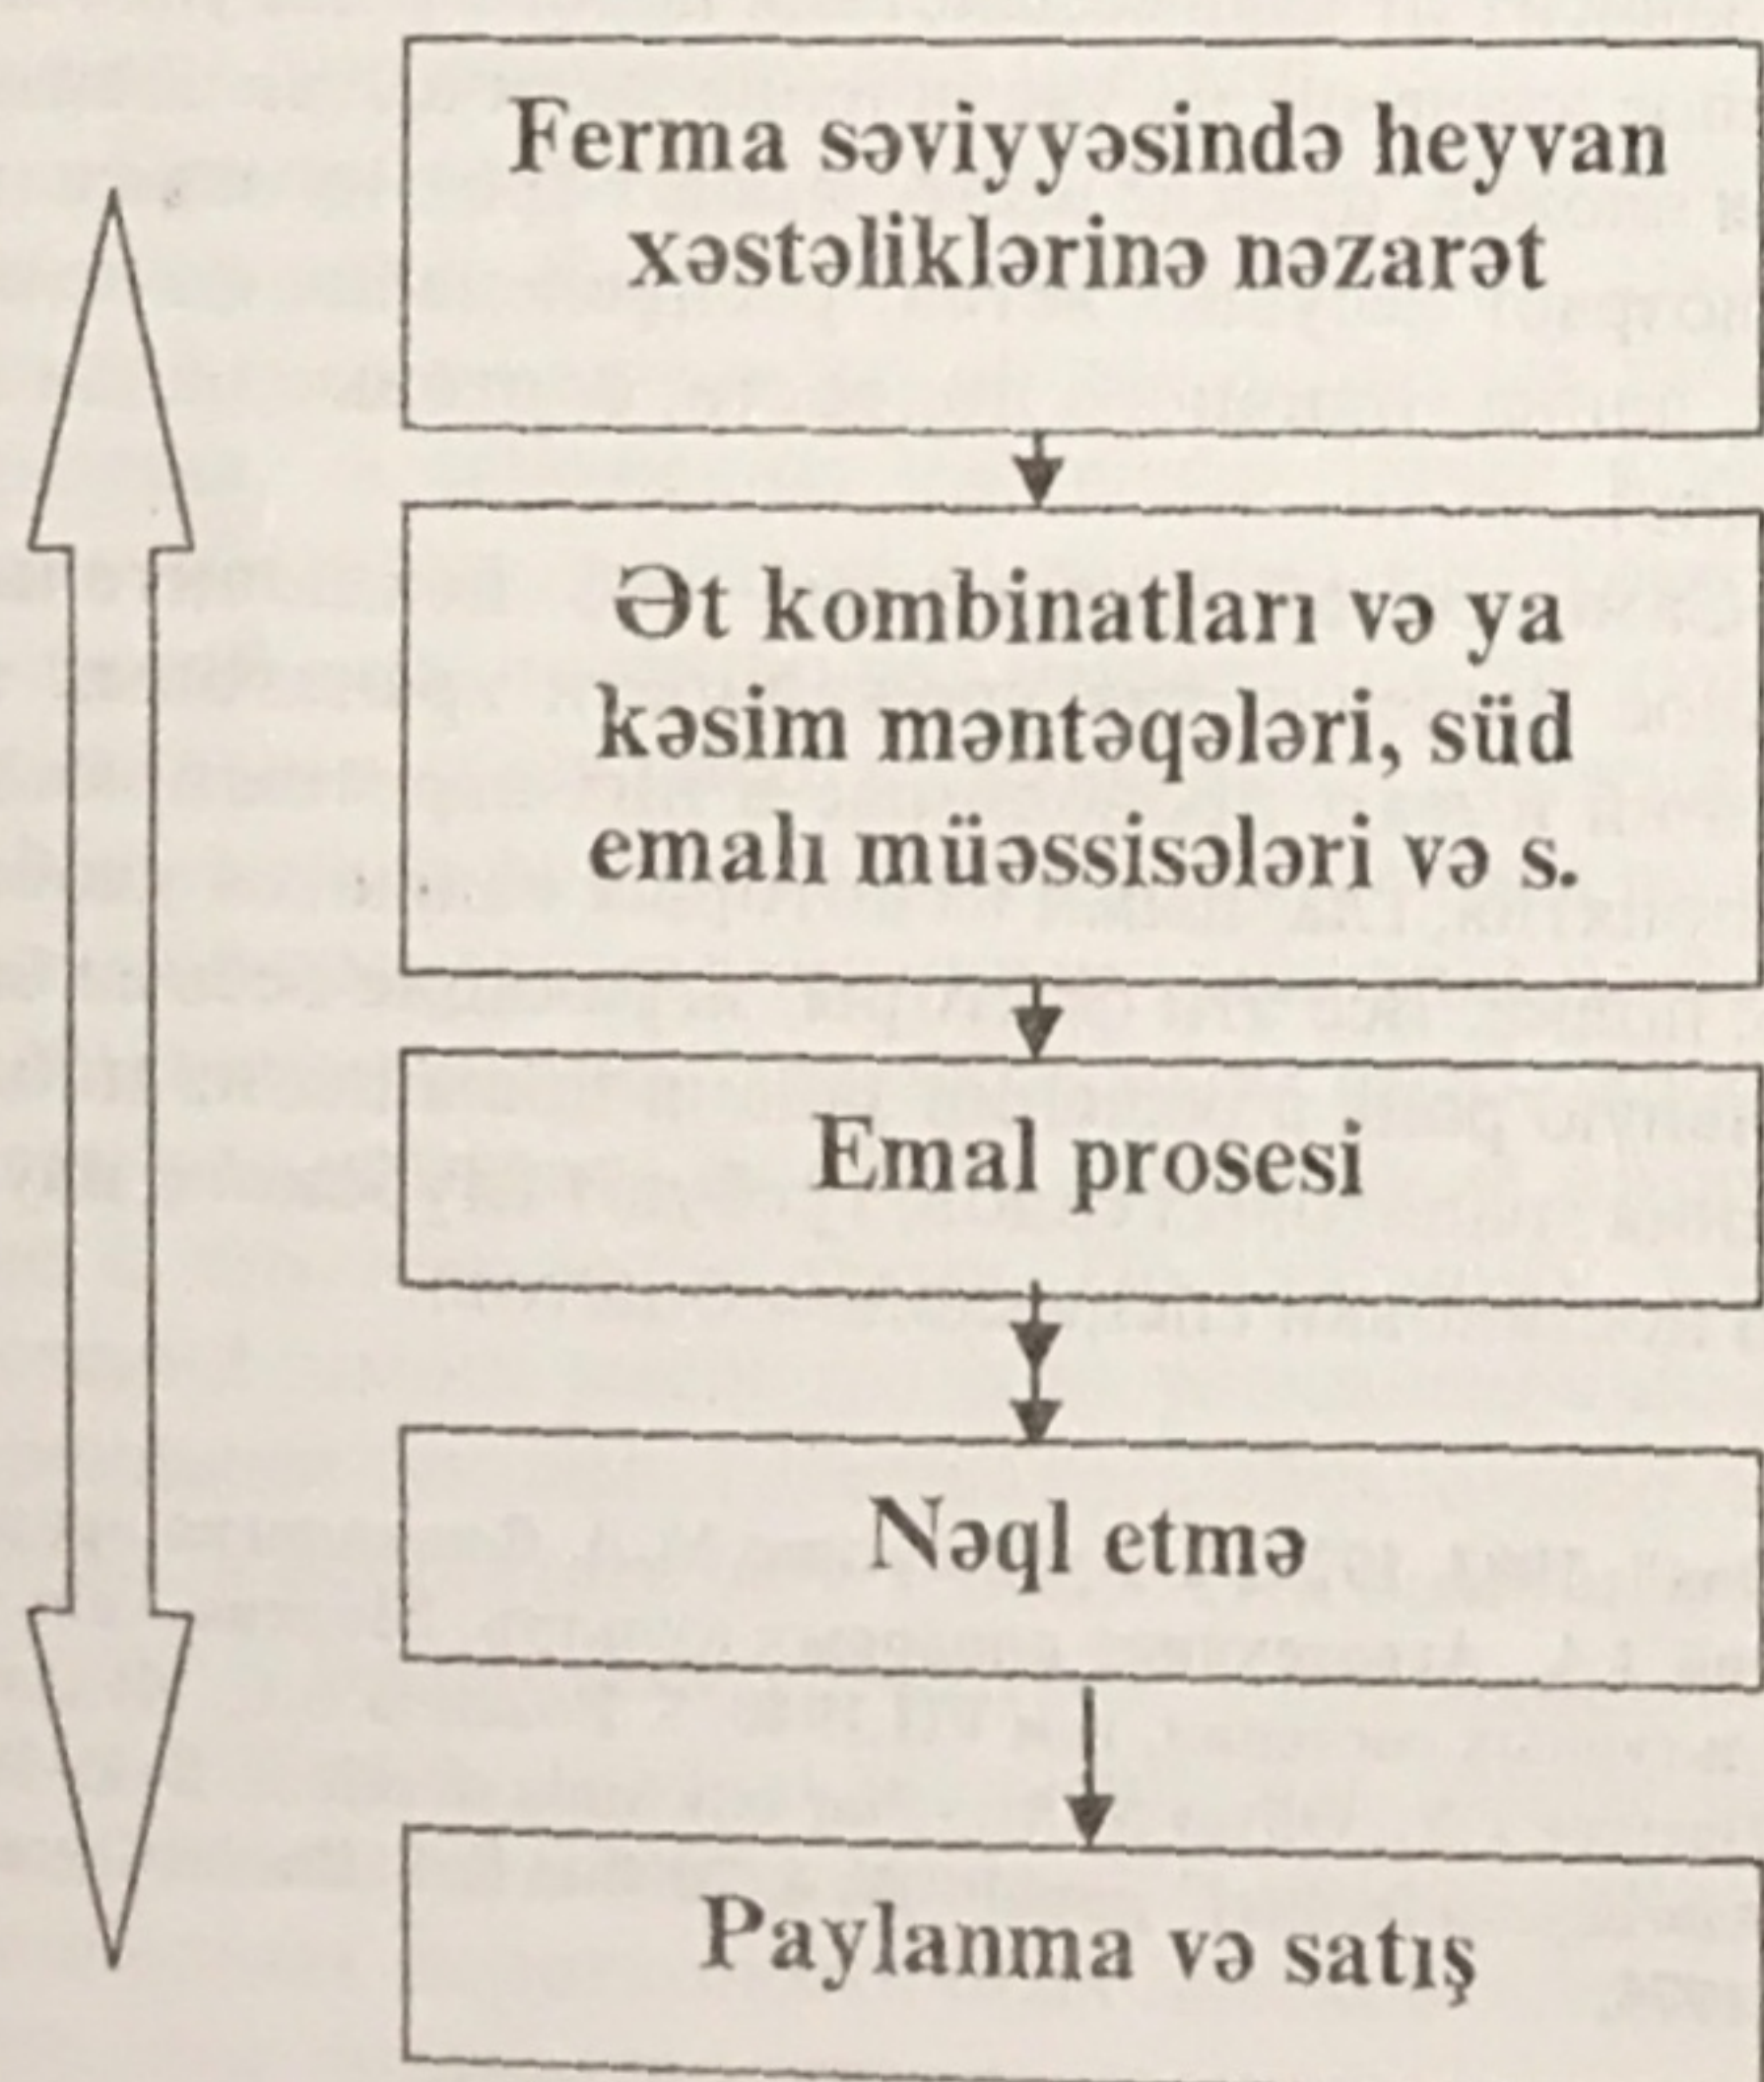 Ferma səviyyəsində heyvan
xəstəliklərinə nəzarət
Ət kombinatları və ya
kəsim məntəqələri, süd
emalı müəssisələri və s.
Emal prosesi
Nəql etmə
Paylanma və satış